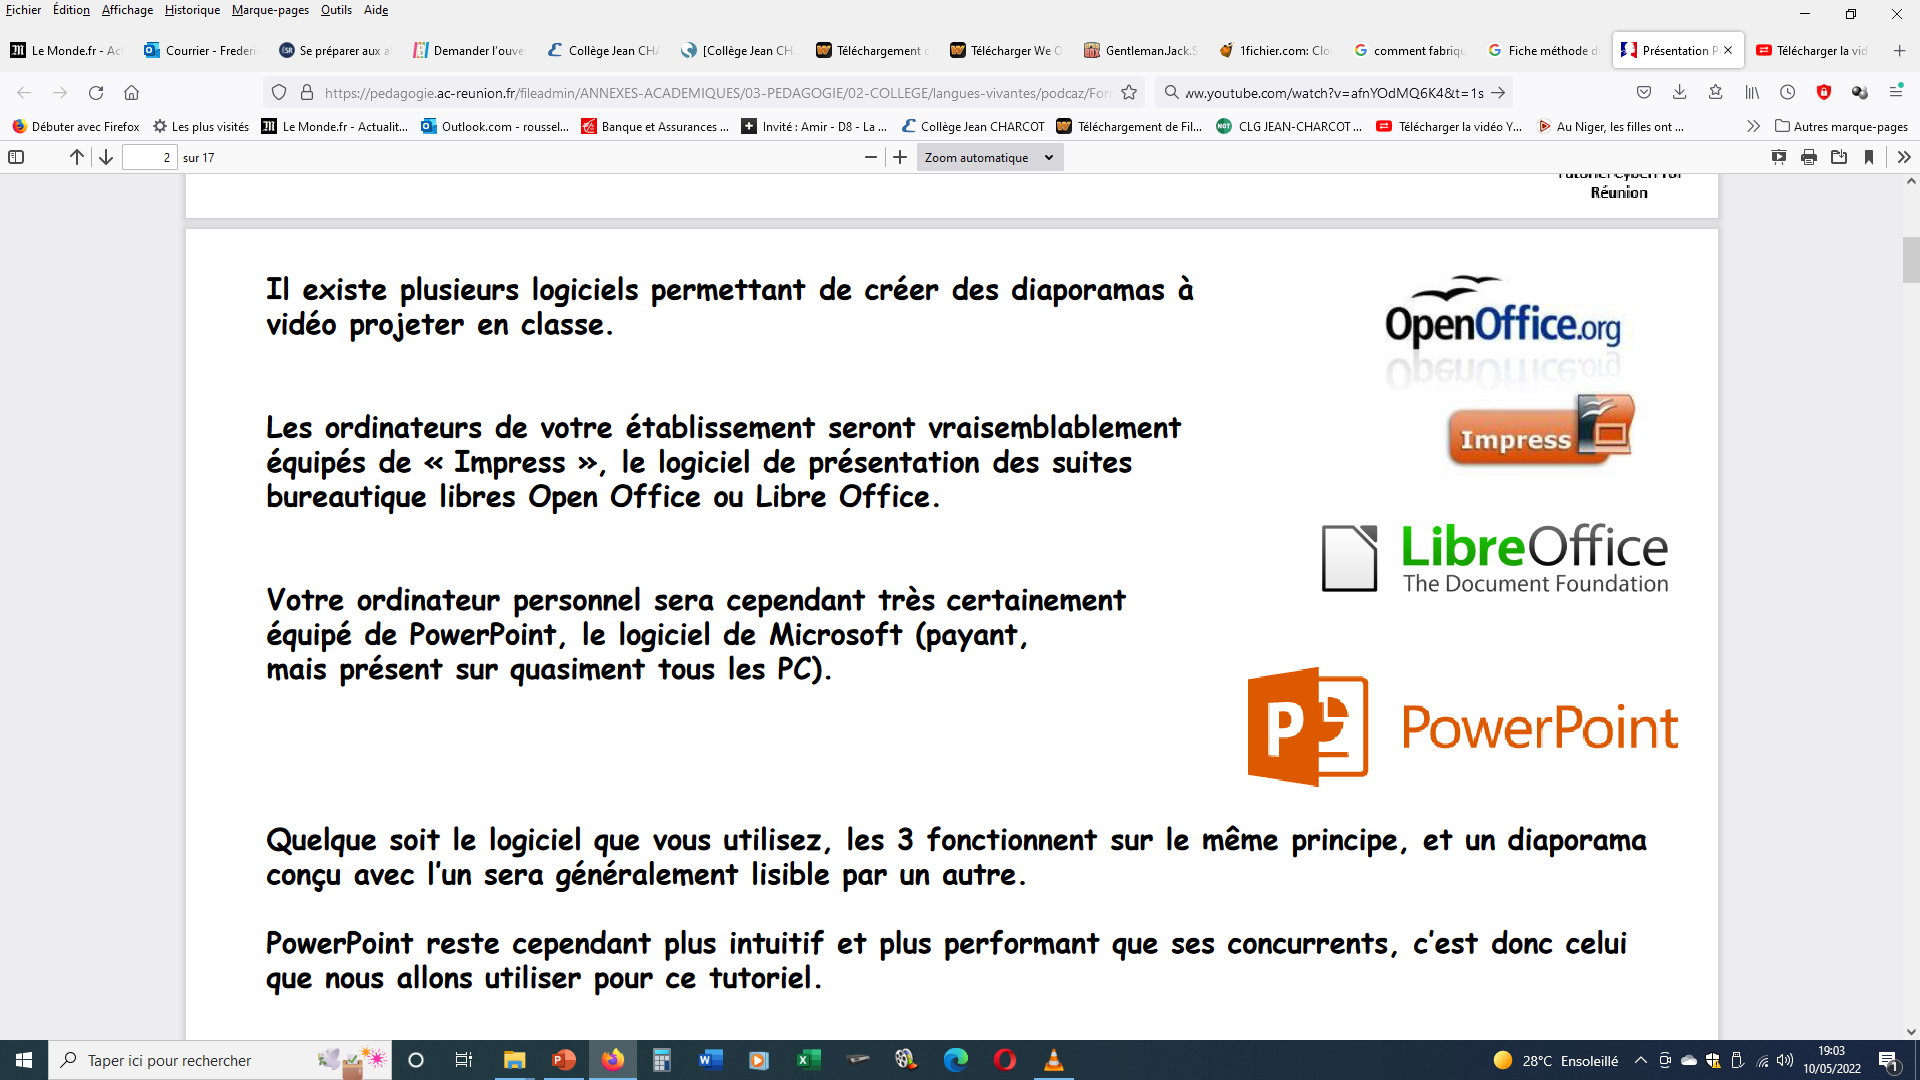 Fichier Édition Affichage Historique Marque-pages Outils Aide
Le Monde.fr - Ac
Courrier - Frederi
Se préparer aux a
Demander l'ouve
Collège Jean CHA
[Collège Jean CH
Téléchargement d
Télécharger We O
Gentleman.Jack.S
1fichier.com: Clo
comment fabriqu
Fiche méthode d
Présentation P
Télécharger la vid
https://pedagogie.ac-reunion.fr/fileadmin/ANNEXES-ACADEMIQUES/03-PEDAGOGIE/02-COLLEGE/langues-vivantes/podcaz/For
ww.youtube.com/watch?v=afnYOdMQ6K4&t=1s
Débuter avec Firefox
Les plus visités
Le Monde.fr - Actualit...
Outlook.com - roussel...
Banque et Assurances ...
Invité : Amir - D8 - La ...
Collège Jean CHARCOT
Téléchargement de Fil...
CLG JEAN-CHARCOT ...
Télécharger la vidéo Y...
Au Niger, les filles ont ...
Autres marque-pages
2 sur 17
Zoom automatique
Réunion
Il existe plusieurs logiciels permettant de créer des diaporamas à
vidéo projeter en classe.
OpenOffice.org
Les ordinateurs de votre établissement seront vraisemblablement
équipés de « Impress », le logiciel de présentation des suites
bureautique libres Open Office ou Libre Office.
Impress
LibreOffice
The Document Foundation
Votre ordinateur personnel sera cependant très certainement
équipé de PowerPoint, le logiciel de Microsoft (payant,
mais présent sur quasiment tous les PC).
PowerPoint
Quelque soit le logiciel que vous utilisez, les 3 fonctionnent sur le même principe, et un diaporama
conçu avec l'un sera généralement lisible par un autre.
PowerPoint reste cependant plus intuitif et plus performant que ses concurrents, c'est donc celui
que nous allons utiliser pour ce tutoriel.
Taper ici pour rechercher
28°C Ensoleillé
19:03
10/05/2022
1